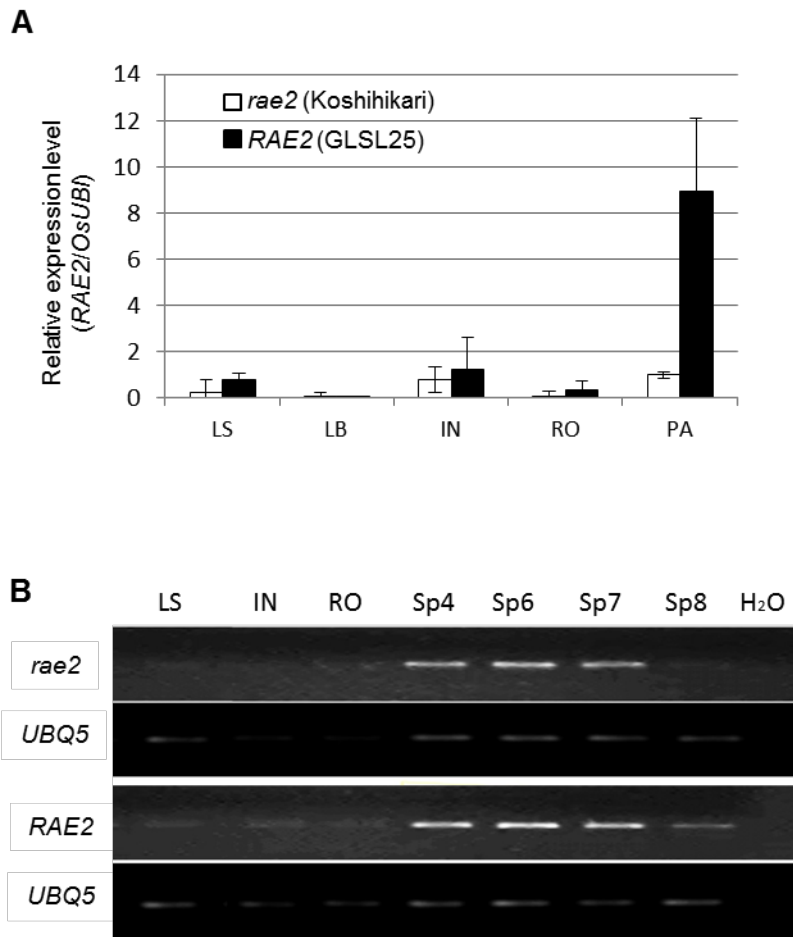 A
14
12
10
8
6
4
2
0
Relative expression level
(RAE2/OsUBI)
rae2 (Koshihikari)
RAE2 (GLSL25)
LS LB IN RO PA
B
LS IN RO Sp4 Sp6 Sp7 Sp8 H₂O
rae2
UBQ5
RAE2
UBQ5